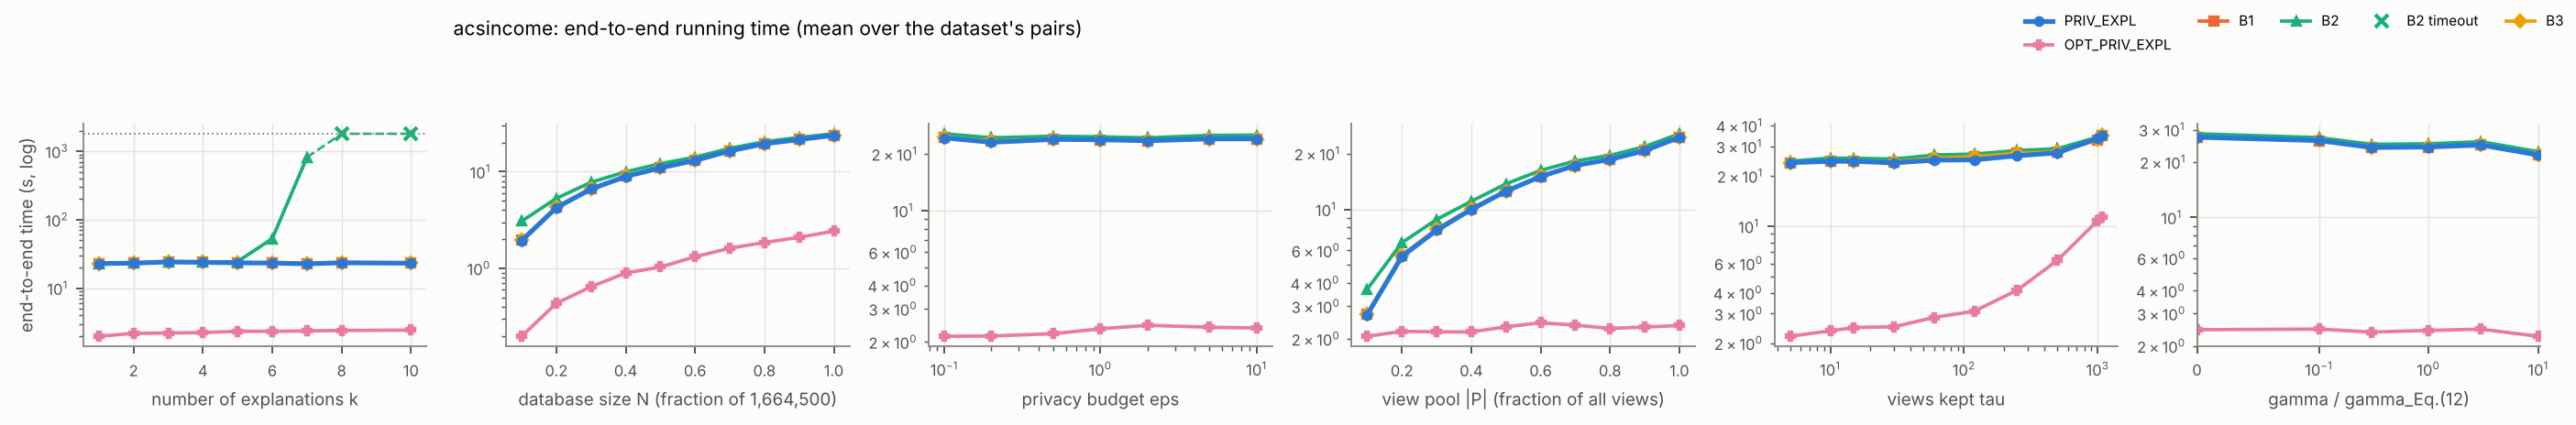 acsincome: end-to-end running time (mean over the dataset's pairs)
PRIV_EXPL
B1
B2
B2 timeout
B3
OPT_PRIV_EXPL
end-to-end time (s, log)
10³
10²
10¹
2 4 6 8 10
number of explanations k
10¹
10⁰
0.2 0.4 0.6 0.8 1.0
database size N (fraction of 1,664,500)
2 × 10¹
10¹
6 × 10⁰
4 × 10⁰
3 × 10⁰
2 × 10⁰
10⁻¹ 10⁰ 10¹
privacy budget eps
2 × 10¹
10¹
6 × 10⁰
4 × 10⁰
3 × 10⁰
2 × 10⁰
0.2 0.4 0.6 0.8 1.0
view pool |P| (fraction of all views)
4 × 10¹
3 × 10¹
2 × 10¹
10¹
6 × 10⁰
4 × 10⁰
3 × 10⁰
2 × 10⁰
10¹ 10² 10³
views kept tau
3 × 10¹
2 × 10¹
10¹
6 × 10⁰
4 × 10⁰
3 × 10⁰
2 × 10⁰
0 10⁻¹ 10⁰ 10¹
gamma / gamma_Eq.(12)